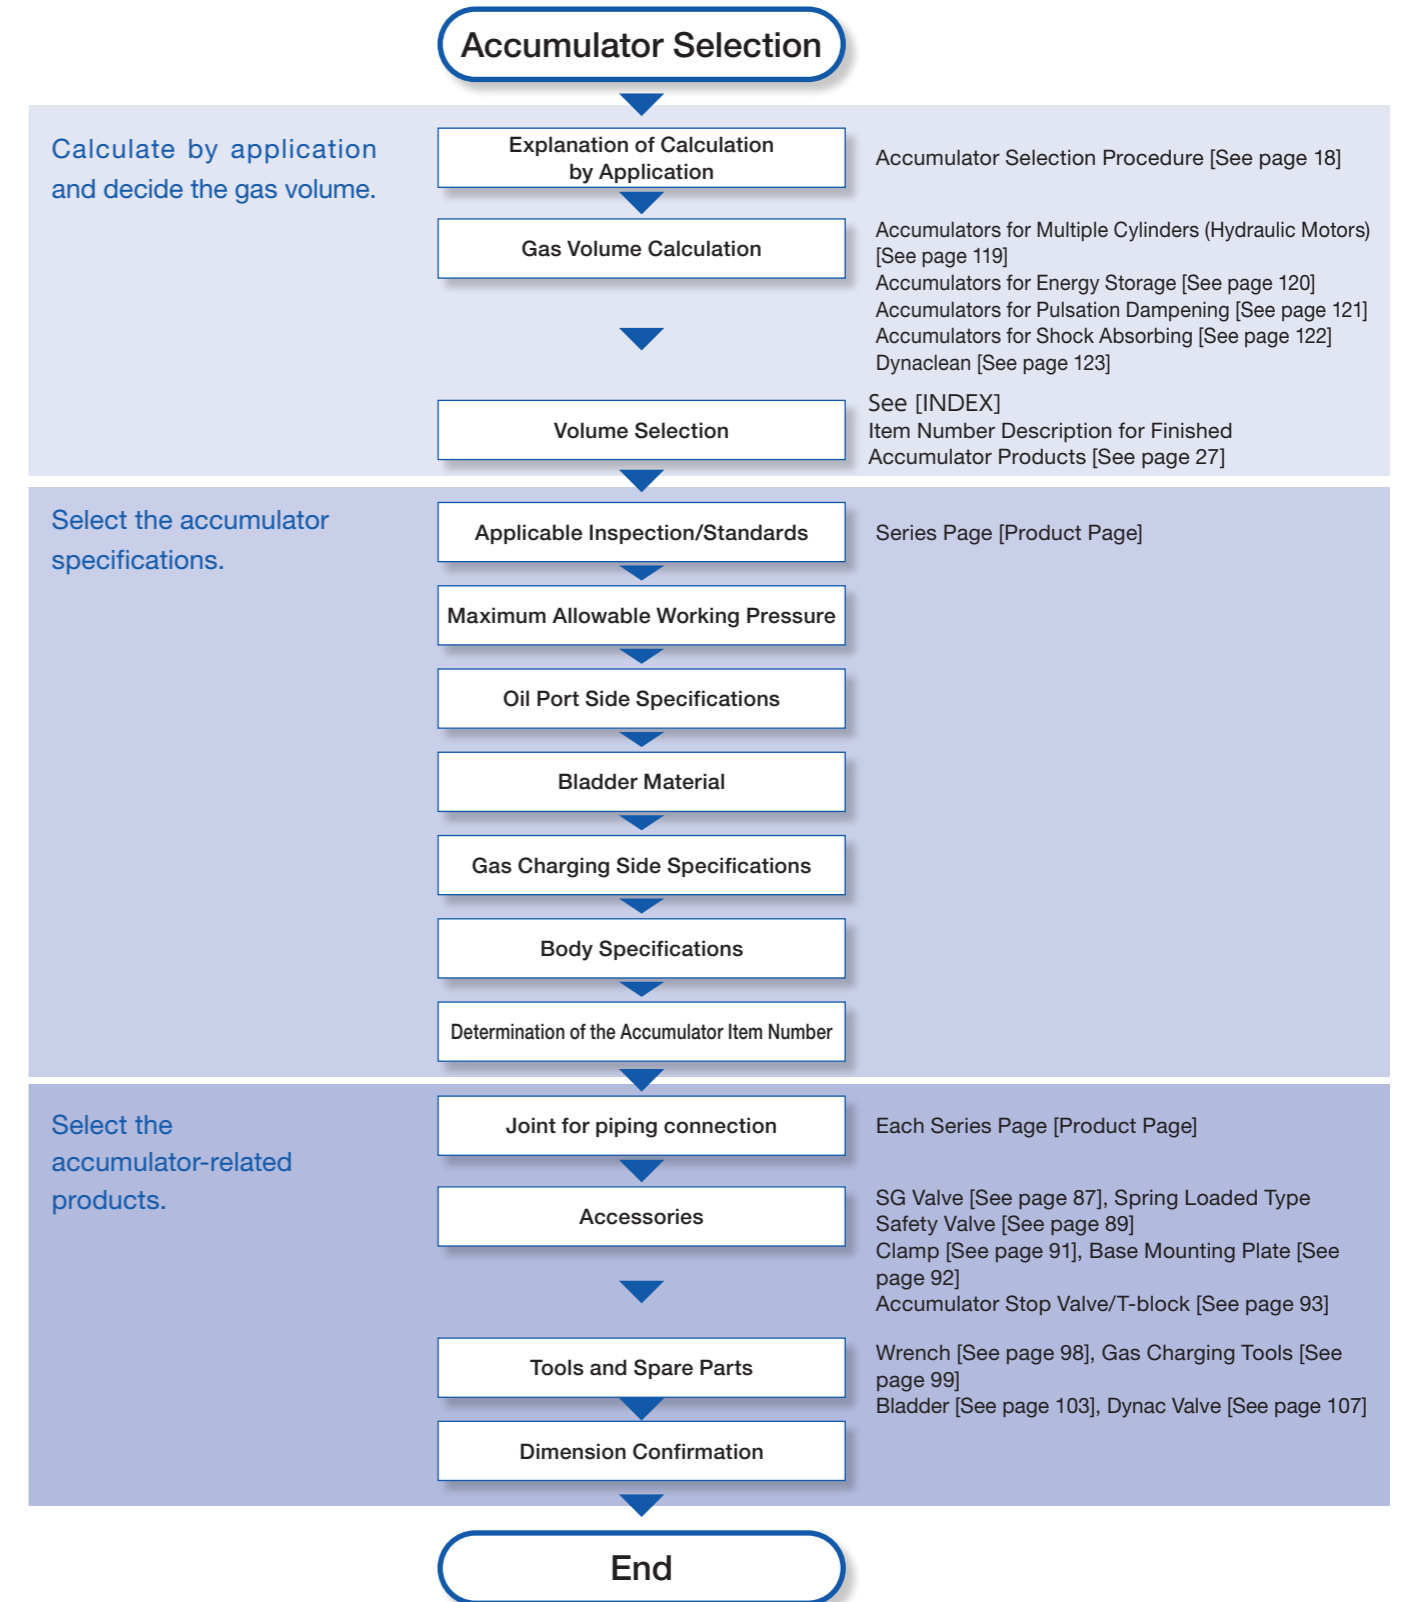 Accumulator Selection
Calculate by application
and decide the gas volume.
Explanation of Calculation
by Application
Accumulator Selection Procedure [See page 18]
Gas Volume Calculation
Accumulators for Multiple Cylinders (Hydraulic Motors)
[See page 119]
Accumulators for Energy Storage [See page 120]
Accumulators for Pulsation Dampening [See page 121]
Accumulators for Shock Absorbing [See page 122]
Dynaclean [See page 123]
Volume Selection
See [INDEX]
Item Number Description for Finished
Accumulator Products [See page 27]
Select the accumulator
specifications.
Applicable Inspection/Standards
Series Page [Product Page]
Maximum Allowable Working Pressure
Oil Port Side Specifications
Bladder Material
Gas Charging Side Specifications
Body Specifications
Determination of the Accumulator Item Number
Select the
accumulator-related
products.
Joint for piping connection
Each Series Page [Product Page]
Accessories
SG Valve [See page 87], Spring Loaded Type
Safety Valve [See page 89]
Clamp [See page 91], Base Mounting Plate [See
page 92]
Accumulator Stop Valve/T-block [See page 93]
Tools and Spare Parts
Wrench [See page 98], Gas Charging Tools [See
page 99]
Bladder [See page 103], Dynac Valve [See page 107]
Dimension Confirmation
End